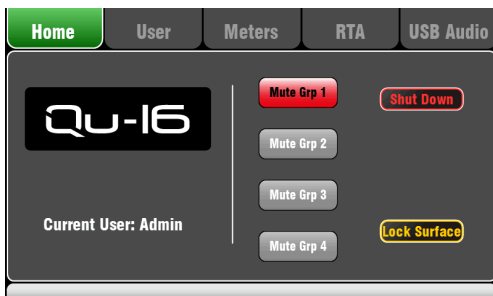 Home User Meters RTA USB Audio
Qu-16
Current User: Admin
Mute Grp 1
Mute Grp 2
Mute Grp 3
Mute Grp 4
Shut Down
Lock Surface